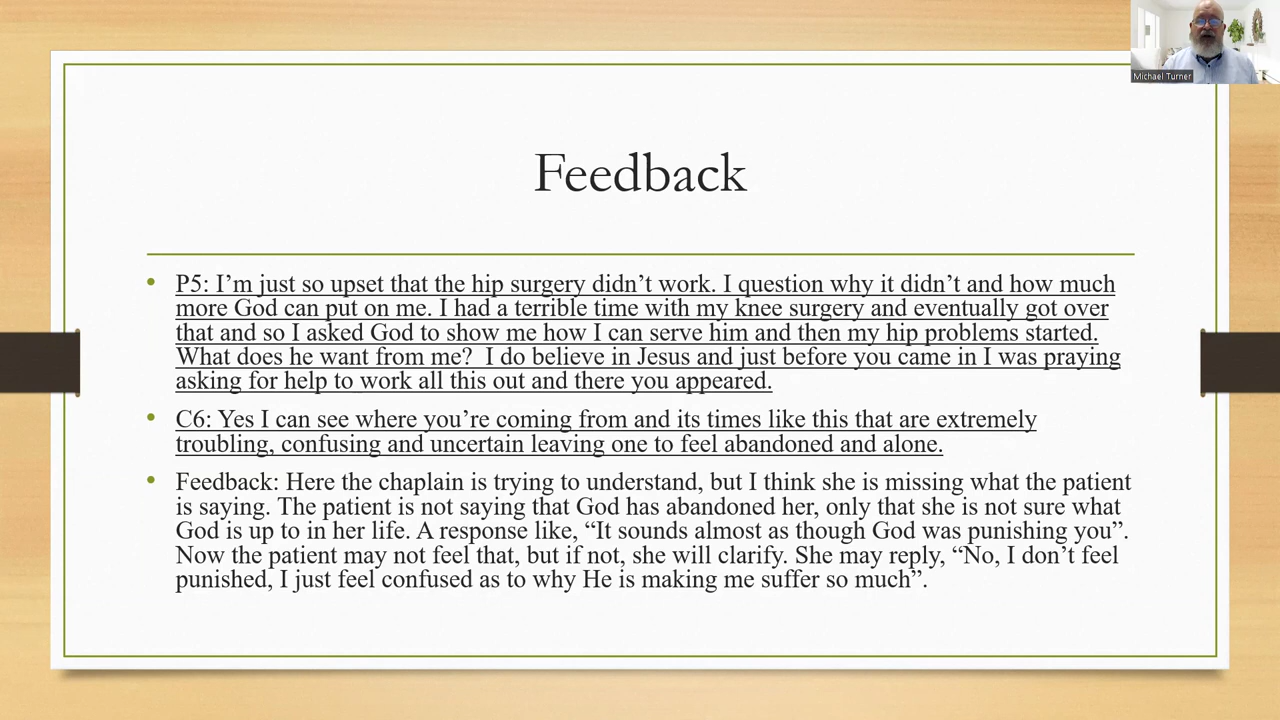 Michael Turner
Feedback
• P5: I’m just so upset that the hip surgery didn’t work. I question why it didn’t and how much
more God can put on me. I had a terrible time with my knee surgery and eventually got over
that and so I asked God to show me how I can serve him and then my hip problems started.
What does he want from me?  I do believe in Jesus and just before you came in I was praying
asking for help to work all this out and there you appeared.
• C6: Yes I can see where you’re coming from and its times like this that are extremely
troubling, confusing and uncertain leaving one to feel abandoned and alone.
• Feedback: Here the chaplain is trying to understand, but I think she is missing what the patient
is saying. The patient is not saying that God has abandoned her, only that she is not sure what
God is up to in her life. A response like, “It sounds almost as though God was punishing you”.
Now the patient may not feel that, but if not, she will clarify. She may reply, “No, I don’t feel
punished, I just feel confused as to why He is making me suffer so much”.